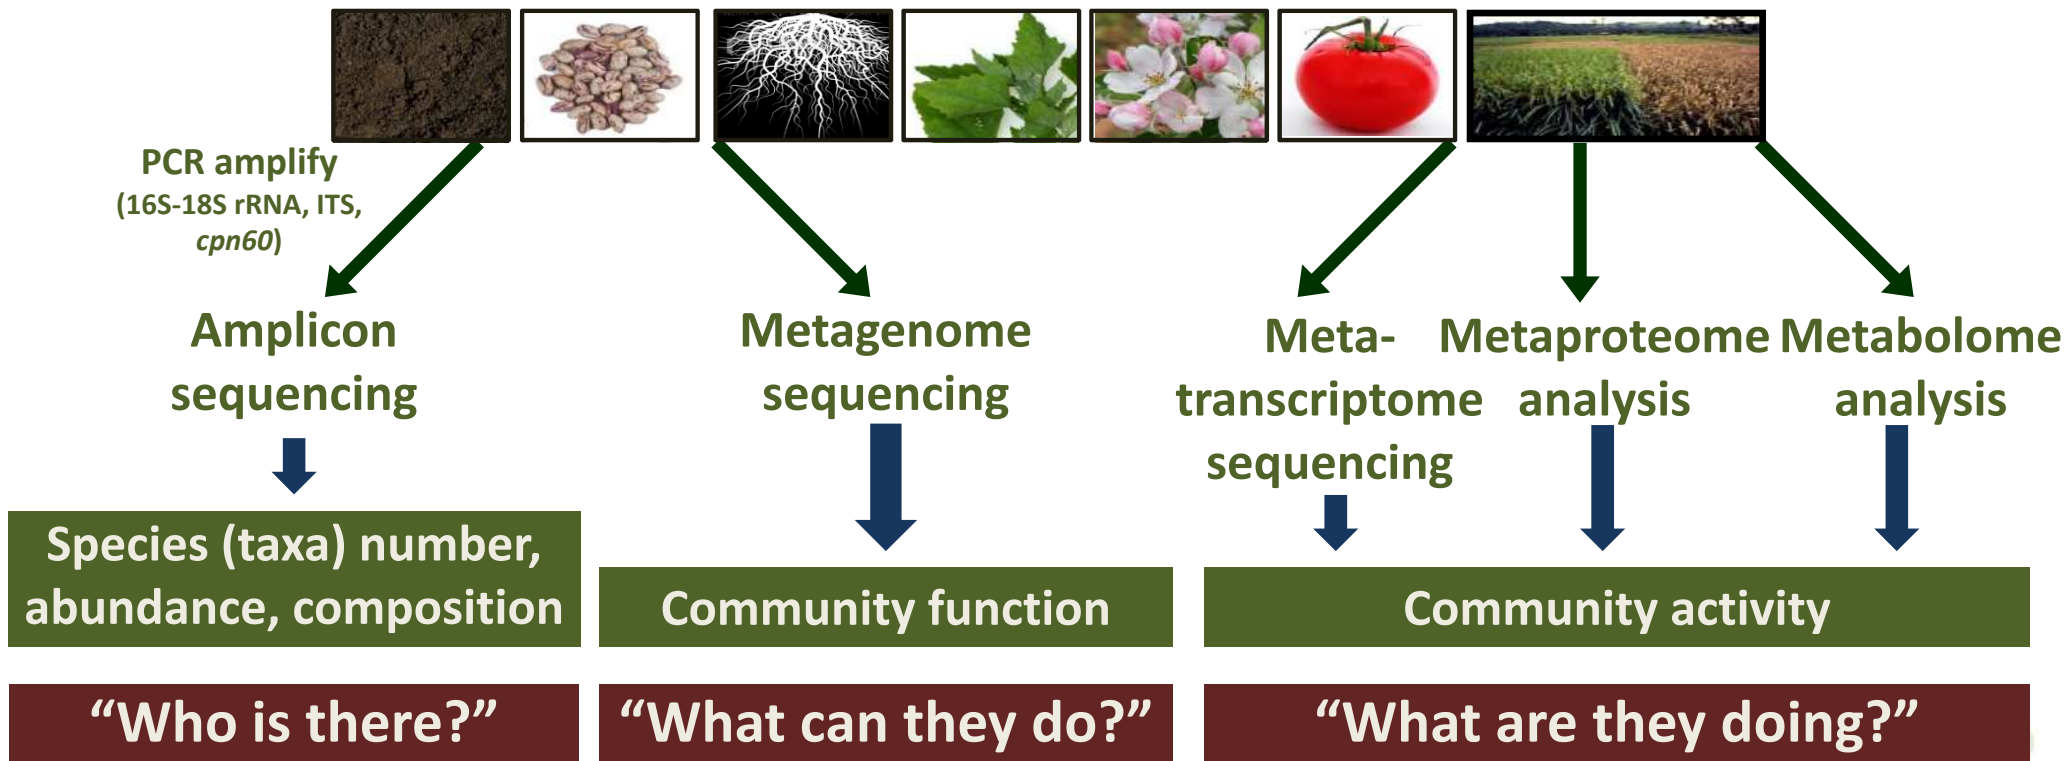 PCR amplify
(16S-18S rRNA, ITS,
cpn60)
Amplicon
sequencing
Metagenome
sequencing
Meta-
transcriptome
sequencing
Metaproteome
analysis
Metabolome
analysis
Species (taxa) number,
abundance, composition
Community function
Community activity
“Who is there?”
“What can they do?”
“What are they doing?”